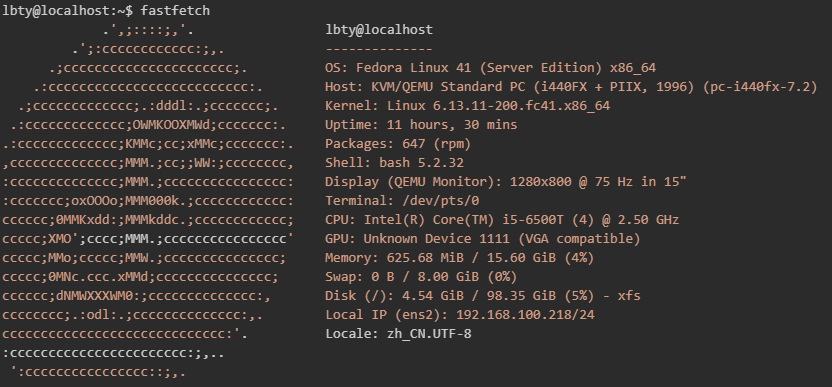 lbty@localhost:~$ fastfetch
             .',;::::;,'.                 lbty@localhost
         .';:cccccccccccc:;,.             --------------
      .;cccccccccccccccccccccc;.          OS: Fedora Linux 41 (Server Edition) x86_64
    .:cccccccccccccccccccccccccc:.        Host: KVM/QEMU Standard PC (i440FX + PIIX, 1996) (pc-i440fx-7.2)
  .;ccccccccccccc;.:dddl:.;ccccccc;.      Kernel: Linux 6.13.11-200.fc41.x86_64
 .:ccccccccccccc;OWMKOOXMWd;ccccccc:.     Uptime: 11 hours, 30 mins
.:ccccccccccccc;KMMc;cc;xMMc;ccccccc:.    Packages: 647 (rpm)
,cccccccccccccc;MMM.;cc;;WW:;cccccccc,    Shell: bash 5.2.32
:cccccccccccccc;MMM.;cccccccccccccccc:    Display (QEMU Monitor): 1280x800 @ 75 Hz in 15"
:ccccccc;oxOOOo;MMM000k.;cccccccccccc:    Terminal: /dev/pts/0
cccccc;0MMKxdd:;MMMkddc.;cccccccccccc;    CPU: Intel(R) Core(TM) i5-6500T (4) @ 2.50 GHz
ccccc;XMO';cccc;MMM.;cccccccccccccccc'    GPU: Unknown Device 1111 (VGA compatible)
ccccc;MMo;ccccc;MMW.;ccccccccccccccc;     Memory: 625.68 MiB / 15.60 GiB (4%)
ccccc;0MNc.ccc.xMMd;ccccccccccccccc;      Swap: 0 B / 8.00 GiB (0%)
cccccc;dNMWXXXWM0:;cccccccccccccc:,       Disk (/): 4.54 GiB / 98.35 GiB (5%) - xfs
cccccccc;.:odl:.;cccccccccccccc:,.        Local IP (ens2): 192.168.100.218/24
ccccccccccccccccccccccccccccc:'.          Locale: zh_CN.UTF-8
:ccccccccccccccccccccccc:;,..
 ':cccccccccccccccc::;,.